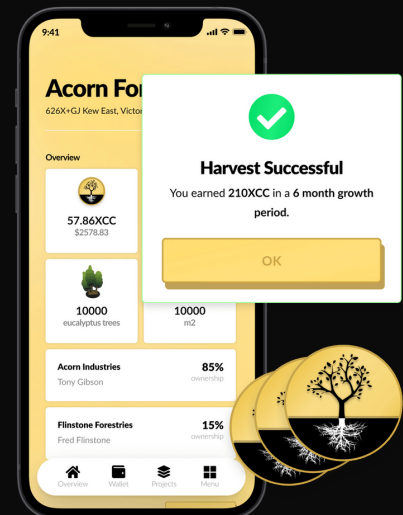 9:41
Acorn Fo
626X+GJ Kew East, Victo
Overview
57.86XCC
$2578.83
10000
eucalyptus trees
10000
m2
Acorn Industries
85%
Tony Gibson
ownership
Flinstone Forestries
15%
Fred Flinstone
ownership
Overview
Wallet
Projects
Menu
Harvest Successful
You earned 210XCC in a 6 month growth
period.
OK